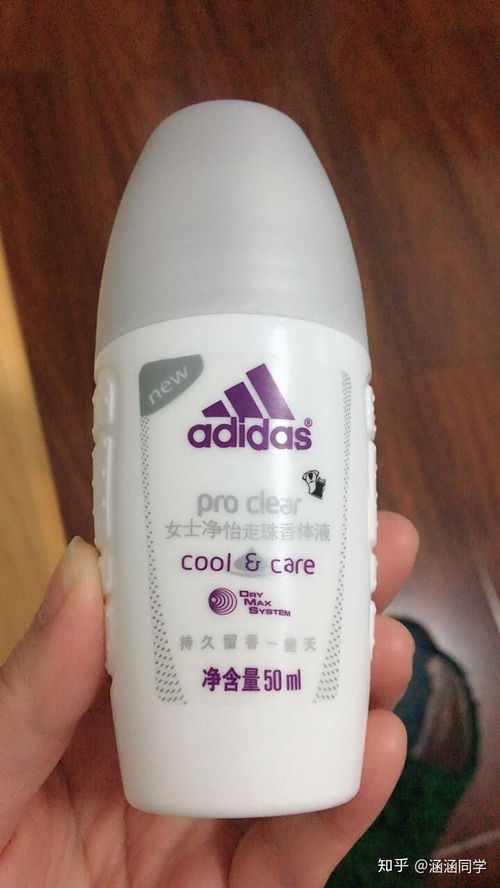 new
adidas®
pro clear
女士净怡走珠香体液
cool & care
DRY
MAX
SYSTEM
持久留香一整天
净含量50ml
知乎 @涵涵同学